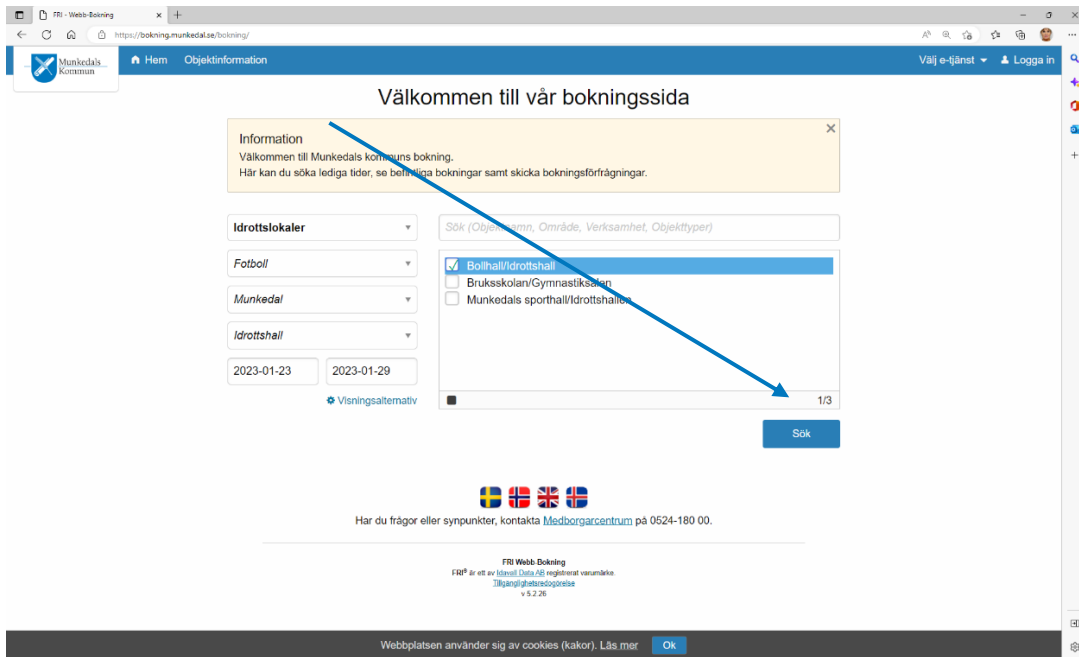 FRI - Webb-Bokning
https://bokning.munkedal.se/bokning/
Munkedals
Kommun
Hem Objektinformation
Välj e-tjänst Logga in
Välkommen till vår bokningssida
Information
Välkommen till Munkedals kommuns bokning.
Här kan du söka lediga tider, se befintliga bokningar samt skicka bokningsförfrågningar.
Idrottslokaler
Sök (Objektnamn, Område, Verksamhet, Objekttyper)
Fotboll
Munkedal
Idrottshall
2023-01-23 2023-01-29
Visningsalternativ
Bollhall/Idrottshall
Bruksskolan/Gymnastiksalen
Munkedals sporthall/Idrottshallen
1/3
Sök
Har du frågor eller synpunkter, kontakta Medborgarcentrum på 0524-180 00.
FRI Webb-Bokning
FRI® är ett av Idavall Data AB registrerat varumärke.
Tillgänglighetsredogörelse
v 5.2.26
Webbplatsen använder sig av cookies (kakor). Läs mer Ok